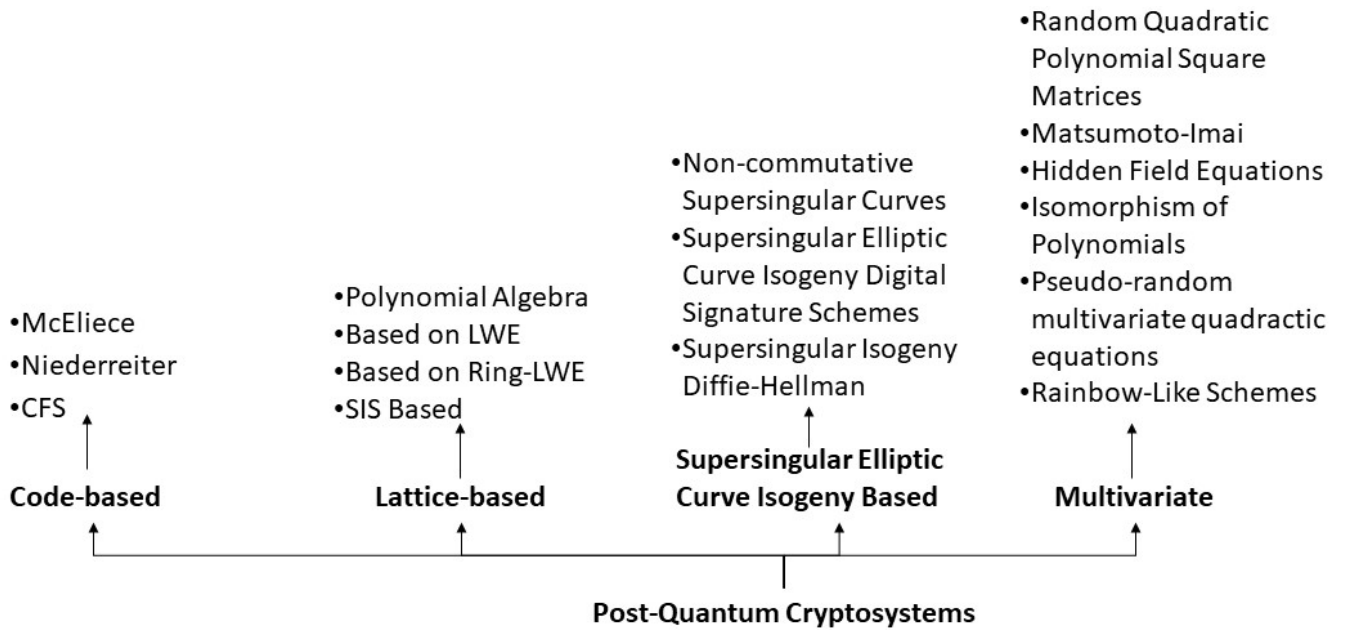 •McEliece
•Niederreiter
•CFS
Code-based
•Polynomial Algebra
•Based on LWE
•Based on Ring-LWE
•SIS Based
Lattice-based
•Non-commutative
Supersingular Curves
•Supersingular Elliptic
Curve Isogeny Digital
Signature Schemes
•Supersingular Isogeny
Diffie-Hellman
Supersingular Elliptic
Curve Isogeny Based
•Random Quadratic
Polynomial Square
Matrices
•Matsumoto-Imai
•Hidden Field Equations
•Isomorphism of
Polynomials
•Pseudo-random
multivariate quadractic
equations
•Rainbow-Like Schemes
Multivariate
Post-Quantum Cryptosystems